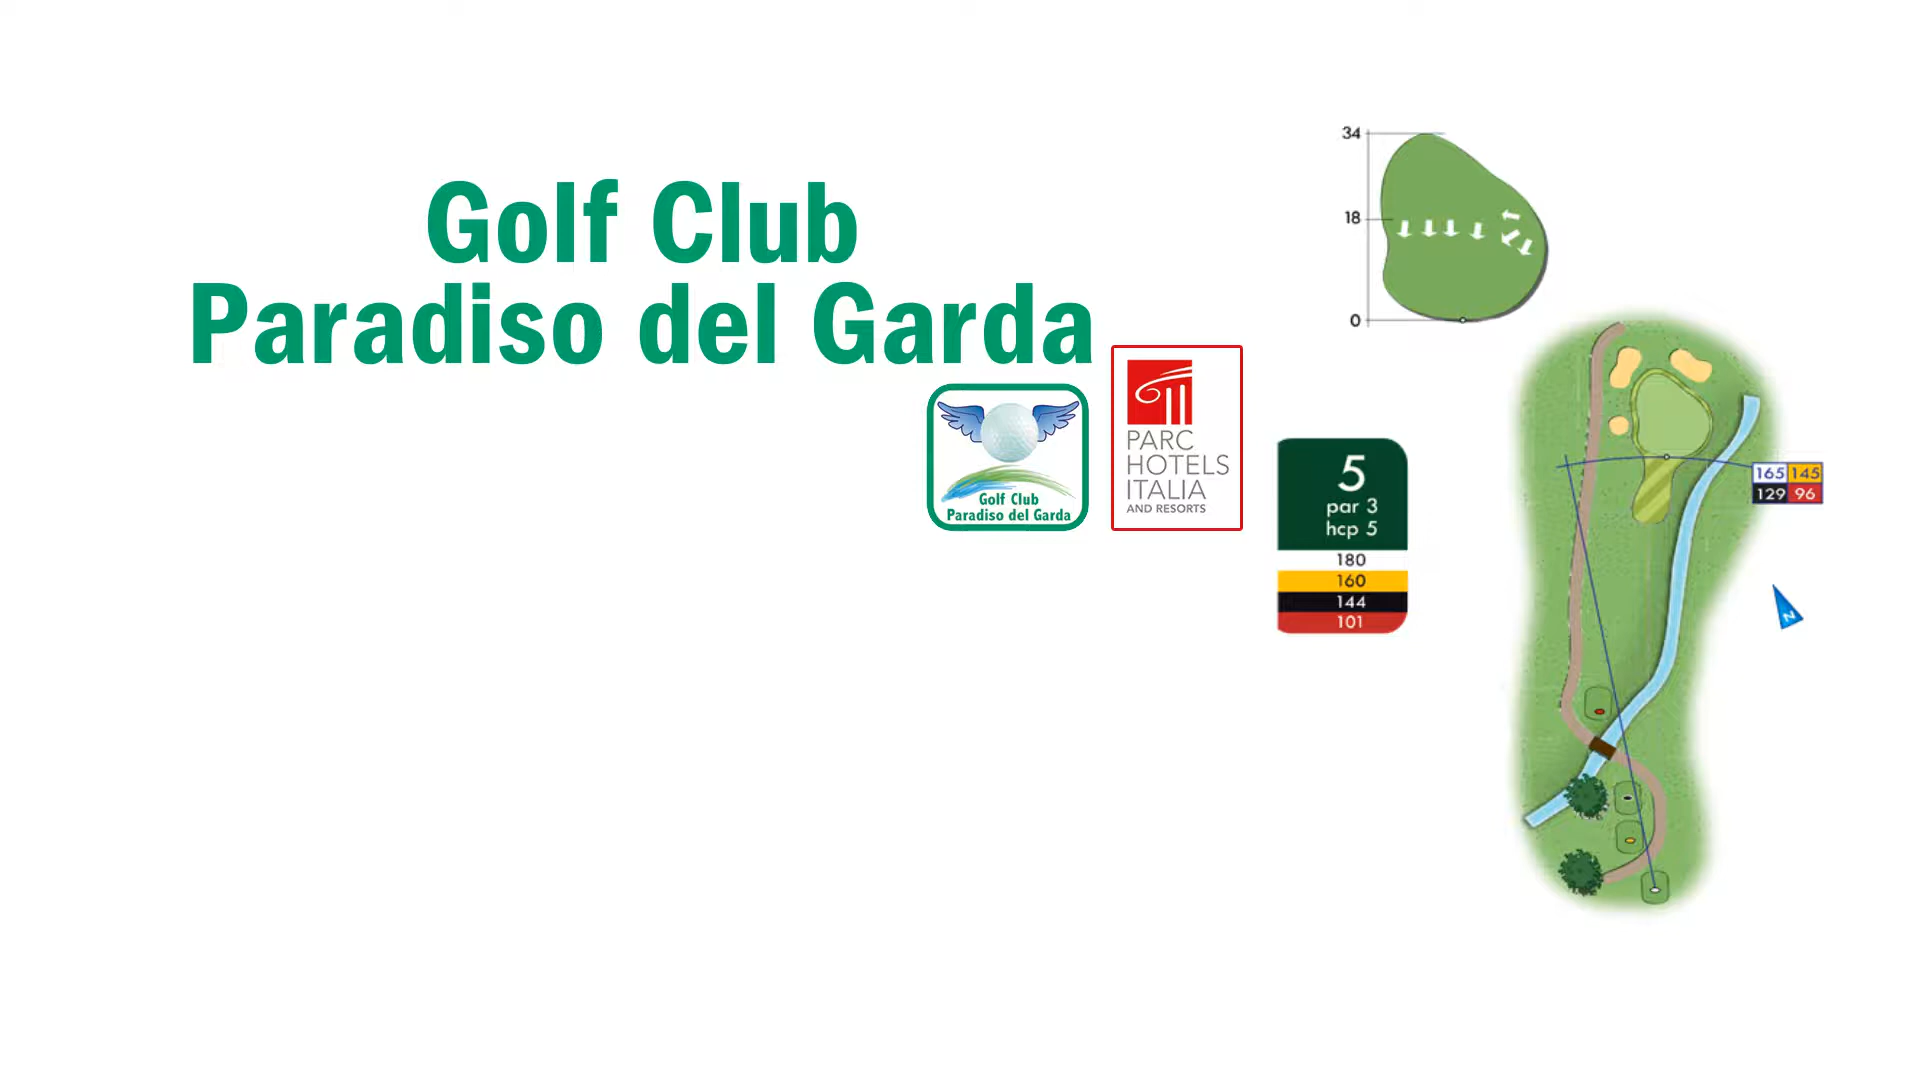 Golf Club
Paradiso del Garda
Golf Club
Paradiso del Garda
PARC
HOTELS
ITALIA
AND RESORTS
34
18
0
5
par 3
hcp 5
180
160
144
101
165 145
129 96
N